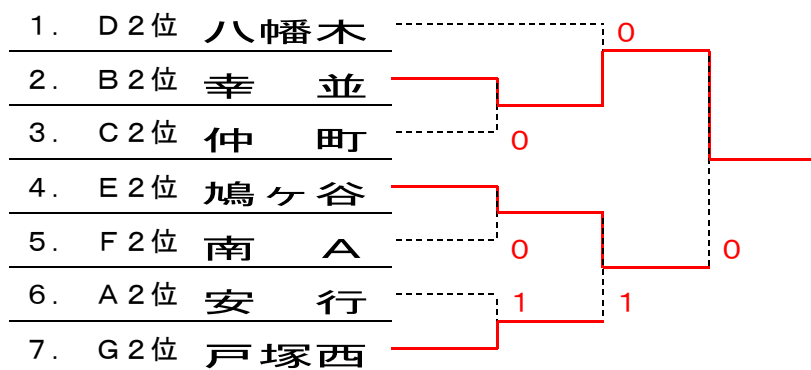 1. D2位 八幡木 0
2. B2位 幸 並
3. C2位 仲 町 0
4. E2位 鳩ヶ谷
5. F2位 南 A 0 0
6. A2位 安 行 1 1
7. G2位 戸塚西